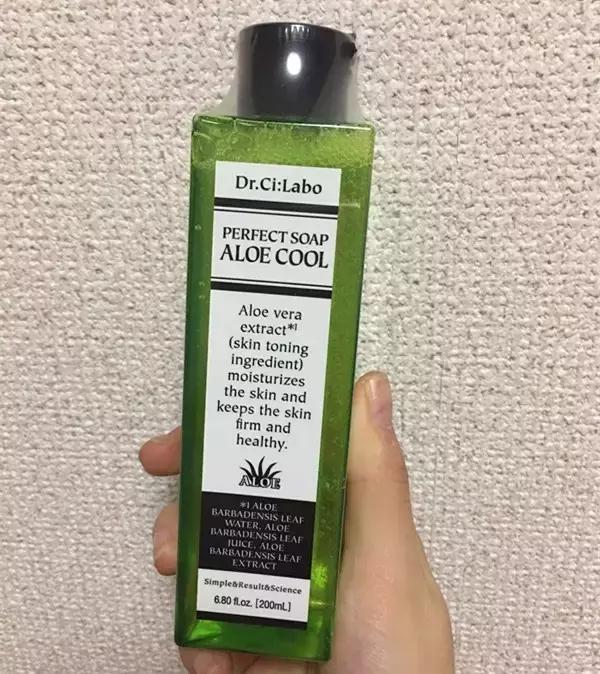 Dr.Ci:Labo
PERFECT SOAP
ALOE COOL
Aloe vera
extract*1
(skin toning
ingredient)
moisturizes
the skin and
keeps the skin
firm and
healthy.
ALOE
*1 ALOE
BARBADENSIS LEAF
WATER, ALOE
BARBADENSIS LEAF
JUICE, ALOE
BARBADENSIS LEAF
EXTRACT
Simple&Result&Science
6.80 fl.oz. [200mL]